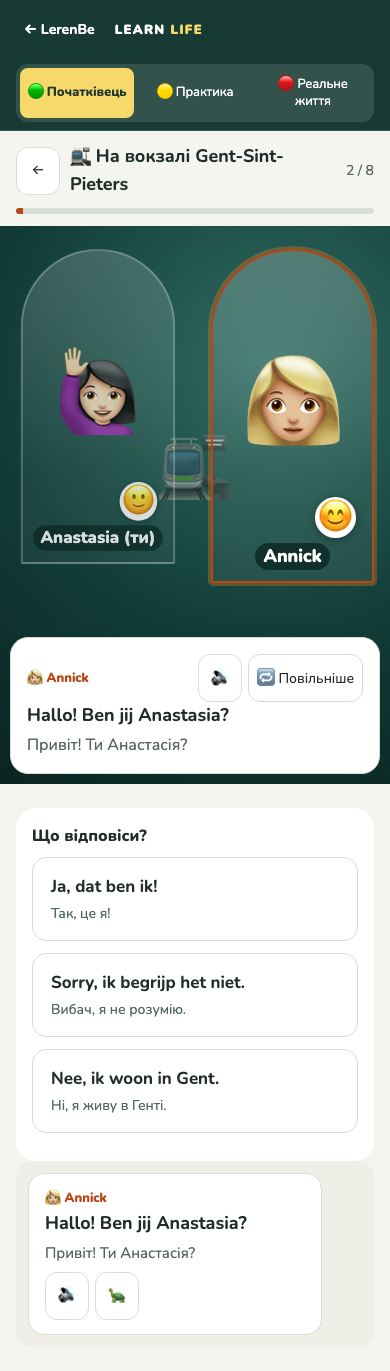 ← LerenBe LEARN LIFE
Початківець
Практика
Реальне
життя
←
На вокзалі Gent-Sint-
Pieters
2 / 8
Anastasia (ти)
Annick
Annick
Повільніше
Hallo! Ben jij Anastasia?
Привіт! Ти Анастасія?
Що відповіси?
Ja, dat ben ik!
Так, це я!
Sorry, ik begrijp het niet.
Вибач, я не розумію.
Nee, ik woon in Gent.
Ні, я живу в Генті.
Annick
Hallo! Ben jij Anastasia?
Привіт! Ти Анастасія?